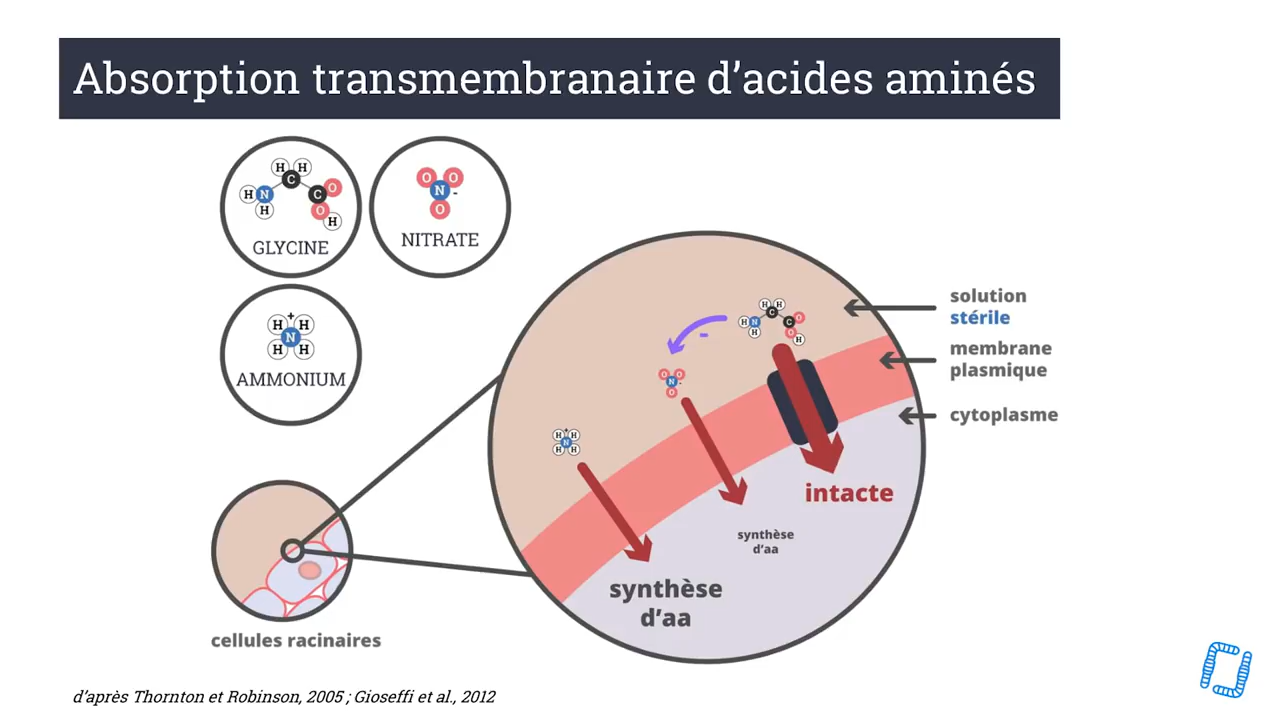 Absorption transmembranaire d’acides aminés
H H
C
H N C O
H O H
GLYCINE
O O
N -
O
NITRATE
+
H H
N
H H
AMMONIUM
H H
C
H N C O
H O H
-
O O
N -
O
+
H H
N
H H
solution
stérile
membrane
plasmique
cytoplasme
intacte
synthèse
d’aa
synthèse
d’aa
cellules racinaires
d’après Thornton et Robinson, 2005 ; Gioseffi et al., 2012